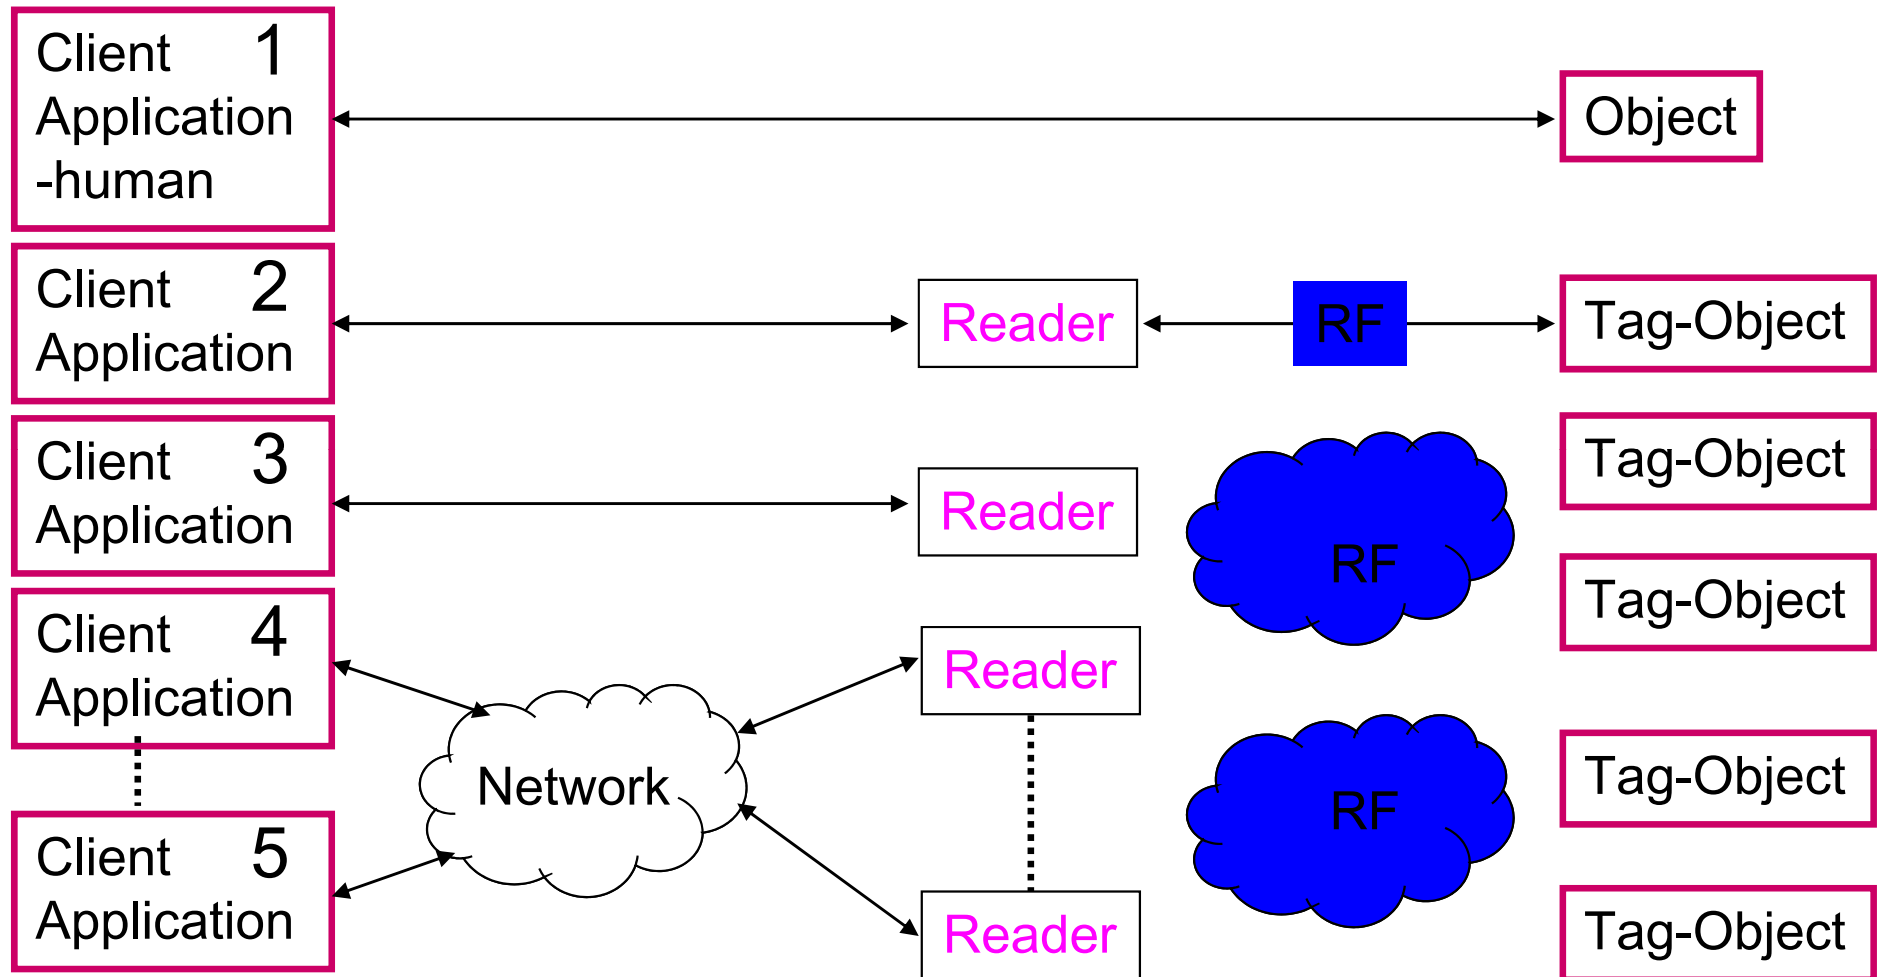 Client 1
Application
-human
Object
Client 2
Application
Reader
RF
Tag-Object
Client 3
Application
Reader
RF
Tag-Object
Tag-Object
Client 4
Application
Network
Reader
RF
Tag-Object
Client 5
Application
Reader
Tag-Object